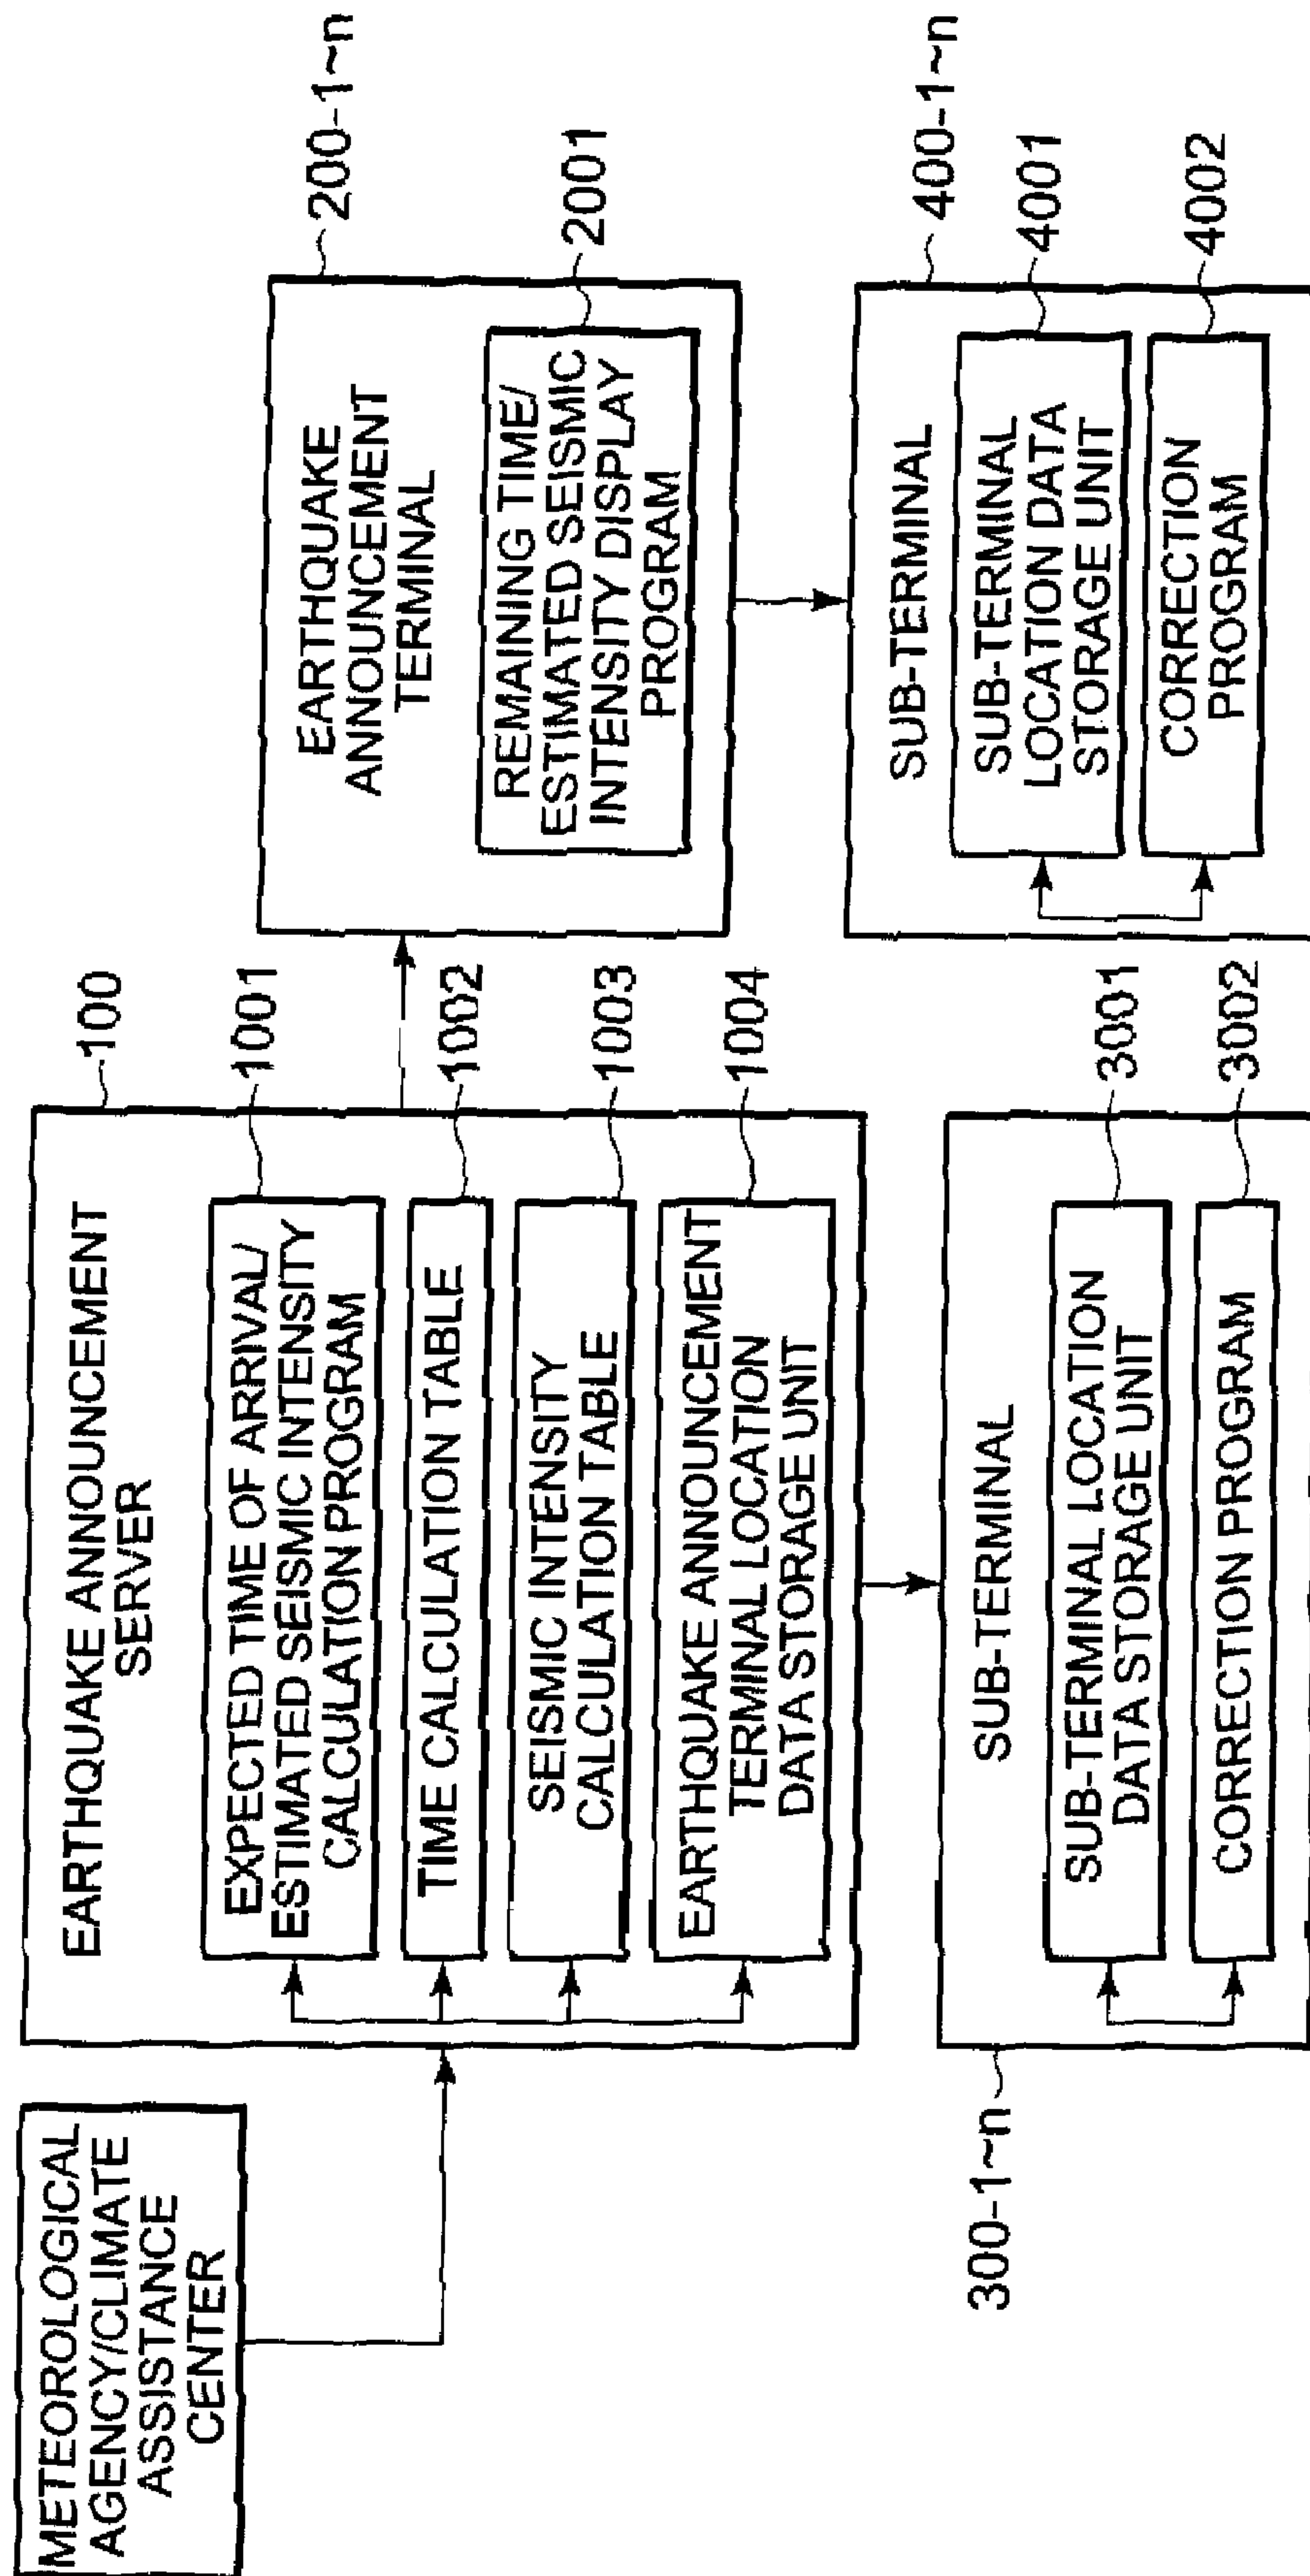 METEOROLOGICAL
AGENCY/CLIMATE
ASSISTANCE
CENTER
100
EARTHQUAKE ANNOUNCEMENT
SERVER
EXPECTED TIME OF ARRIVAL/
ESTIMATED SEISMIC INTENSITY
CALCULATION PROGRAM
1001
TIME CALCULATION TABLE
1002
SEISMIC INTENSITY
CALCULATION TABLE
1003
EARTHQUAKE ANNOUNCEMENT
TERMINAL LOCATION
DATA STORAGE UNIT
1004
200-1~n
EARTHQUAKE
ANNOUNCEMENT
TERMINAL
REMAINING TIME/
ESTIMATED SEISMIC
INTENSITY DISPLAY
PROGRAM
2001
300-1~n
SUB-TERMINAL
SUB-TERMINAL LOCATION
DATA STORAGE UNIT
3001
CORRECTION PROGRAM
3002
400-1~n
SUB-TERMINAL
SUB-TERMINAL
LOCATION DATA
STORAGE UNIT
4001
CORRECTION
PROGRAM
4002